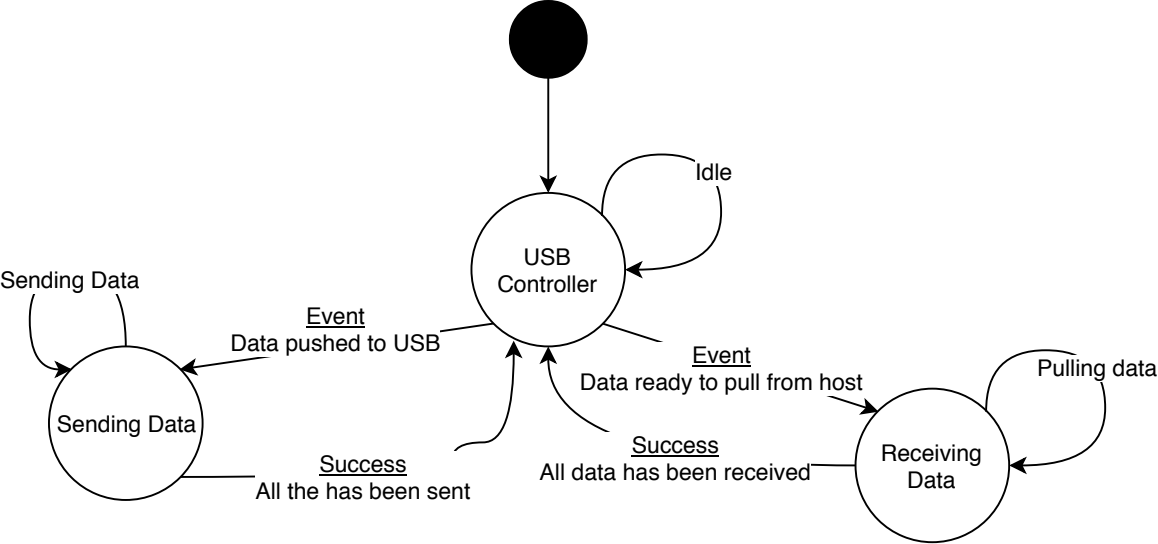 Idle
USB
Controller
Sending Data
Event
Data pushed to USB
Event
Data ready to pull from host
Pulling data
Sending Data
Success
All the has been sent
Success
All data has been received
Receiving
Data